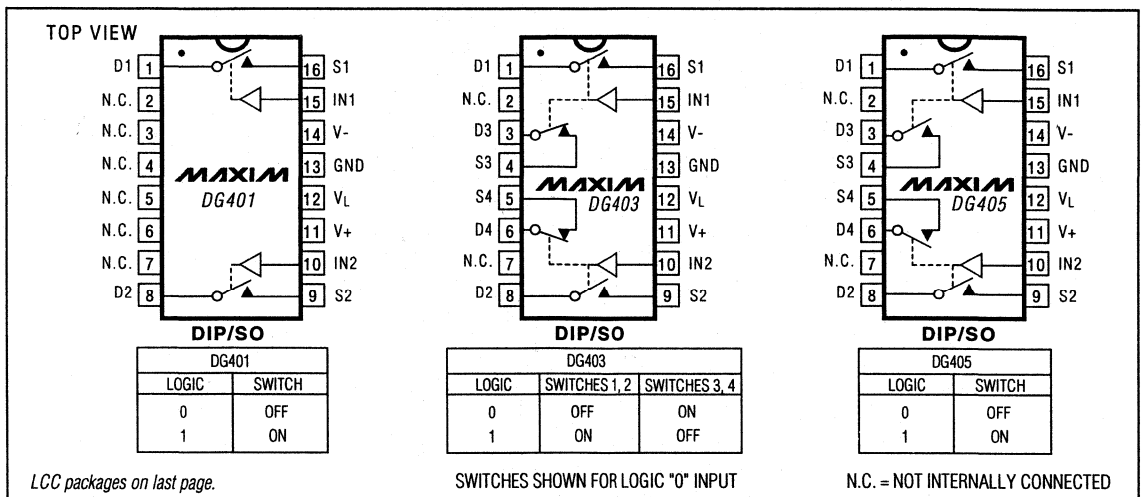 TOP VIEW
D1 1 16 S1
N.C. 2 15 IN1
N.C. 3 14 V-
N.C. 4 13 GND
N.C. 5 12 VL
N.C. 6 11 V+
N.C. 7 10 IN2
D2 8 9 S2
MAXIM
DG401
DIP/SO
D1 1 16 S1
N.C. 2 15 IN1
D3 3 14 V-
S3 4 13 GND
S4 5 12 VL
D4 6 11 V+
N.C. 7 10 IN2
D2 8 9 S2
MAXIM
DG403
DIP/SO
D1 1 16 S1
N.C. 2 15 IN1
D3 3 14 V-
S3 4 13 GND
S4 5 12 VL
D4 6 11 V+
N.C. 7 10 IN2
D2 8 9 S2
MAXIM
DG405
DIP/SO
DG401
LOGIC SWITCH
0 OFF
1 ON
DG403
LOGIC SWITCHES 1, 2 SWITCHES 3, 4
0 OFF ON
1 ON OFF
DG405
LOGIC SWITCH
0 OFF
1 ON
LCC packages on last page.
SWITCHES SHOWN FOR LOGIC "0" INPUT
N.C. = NOT INTERNALLY CONNECTED